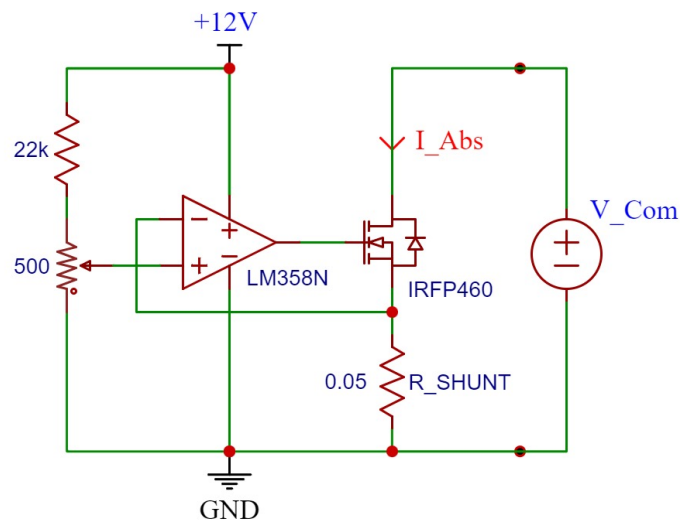 +12V
22k
I_Abs
V_Com
500
LM358N
IRFP460
0.05
R_SHUNT
GND